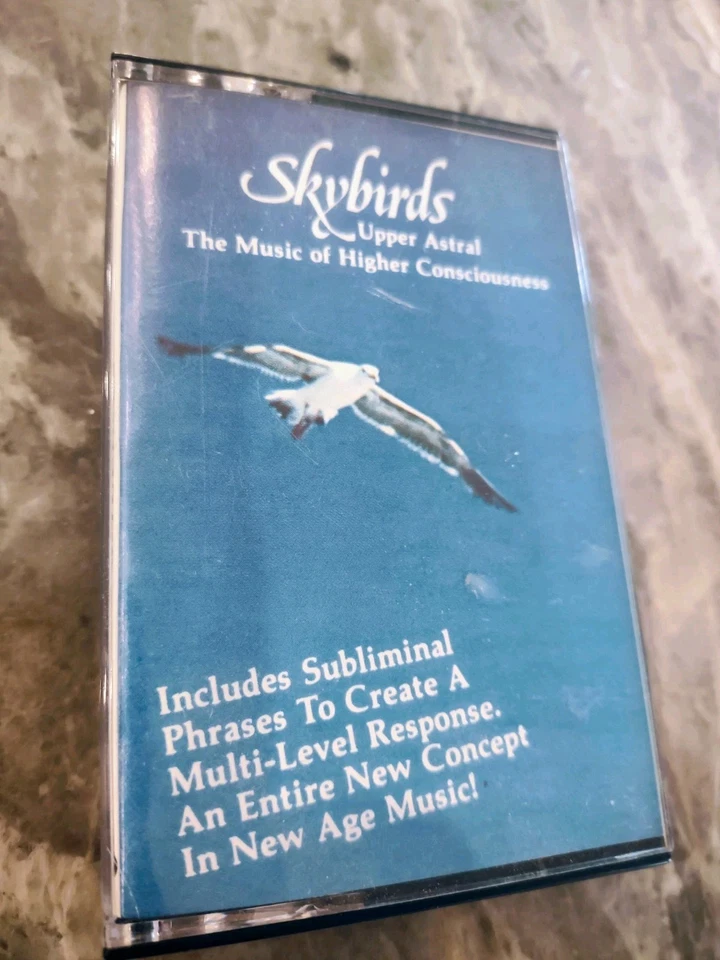 Skybirds
Upper Astral
The Music of Higher Consciousness
Includes Subliminal
Phrases To Create A
Multi-Level Response.
An Entire New Concept
In New Age Music!